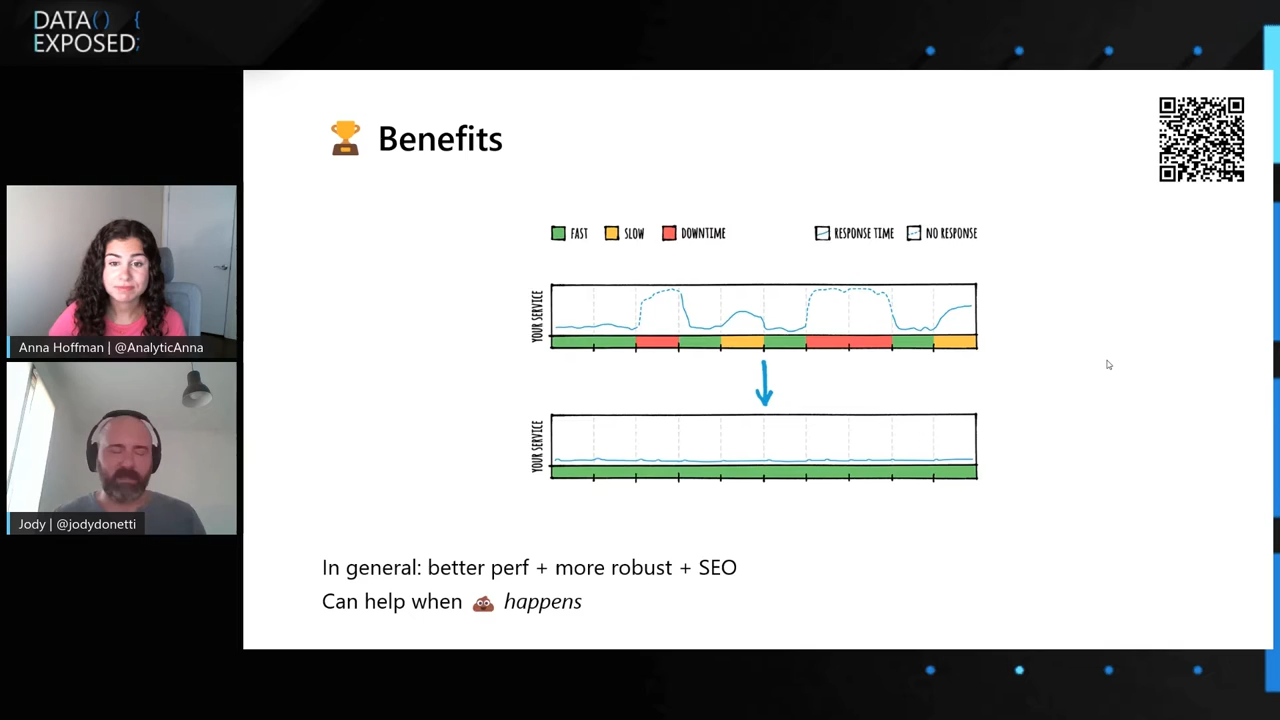 DATA() {
EXPOSED;
🏆 Benefits
FAST SLOW DOWNTIME RESPONSE TIME NO RESPONSE
YOUR SERVICE
YOUR SERVICE
Anna Hoffman | @AnalyticAnna
Jody | @jodydonetti
In general: better perf + more robust + SEO
Can help when 💩 happens